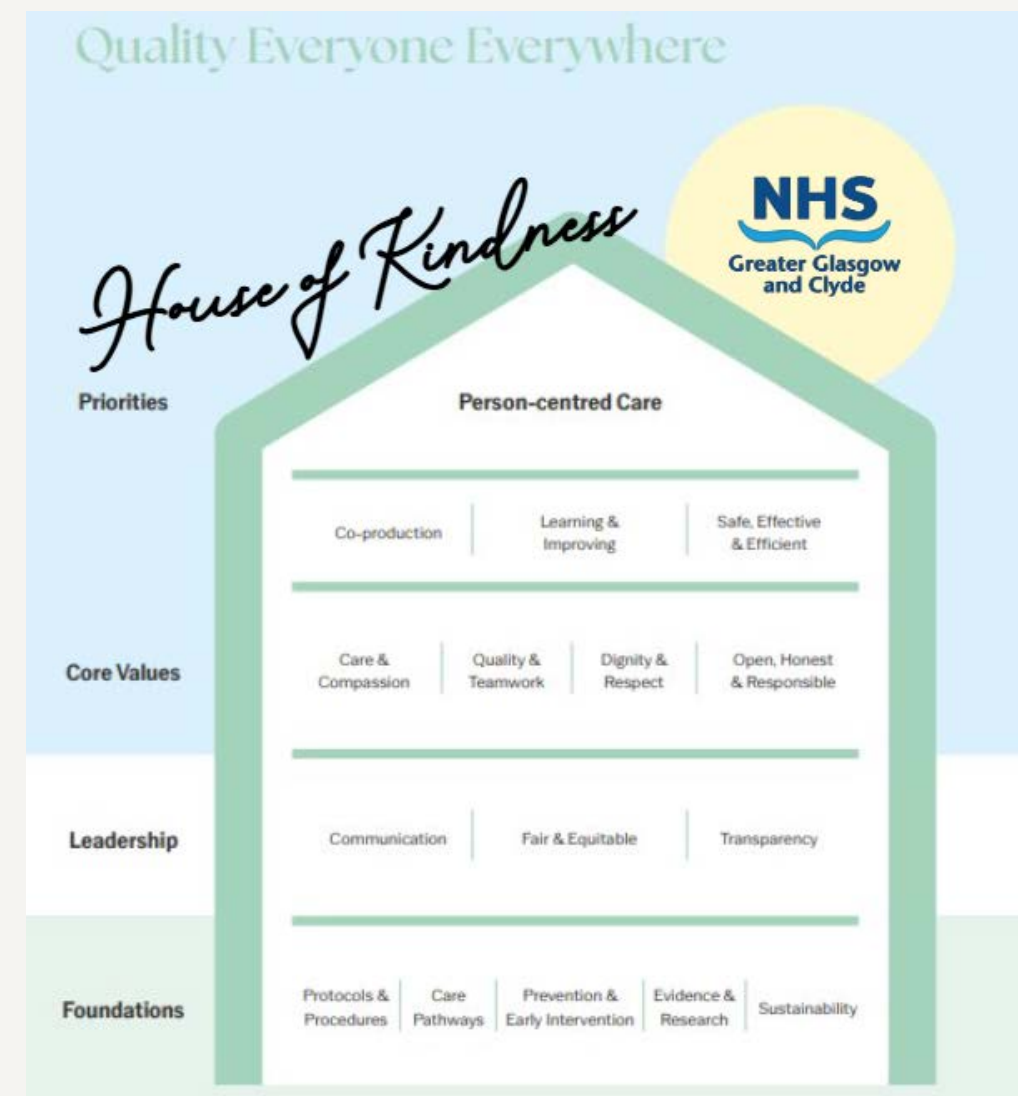 Quality Everyone Everywhere
House of Kindness
NHS
Greater Glasgow
and Clyde
Priorities
Person-centred Care
Co-production
Learning &
Improving
Safe, Effective
& Efficient
Core Values
Care &
Compassion
Quality &
Teamwork
Dignity &
Respect
Open, Honest
& Responsible
Leadership
Communication
Fair & Equitable
Transparency
Foundations
Protocols &
Procedures
Care
Pathways
Prevention &
Early Intervention
Evidence &
Research
Sustainability